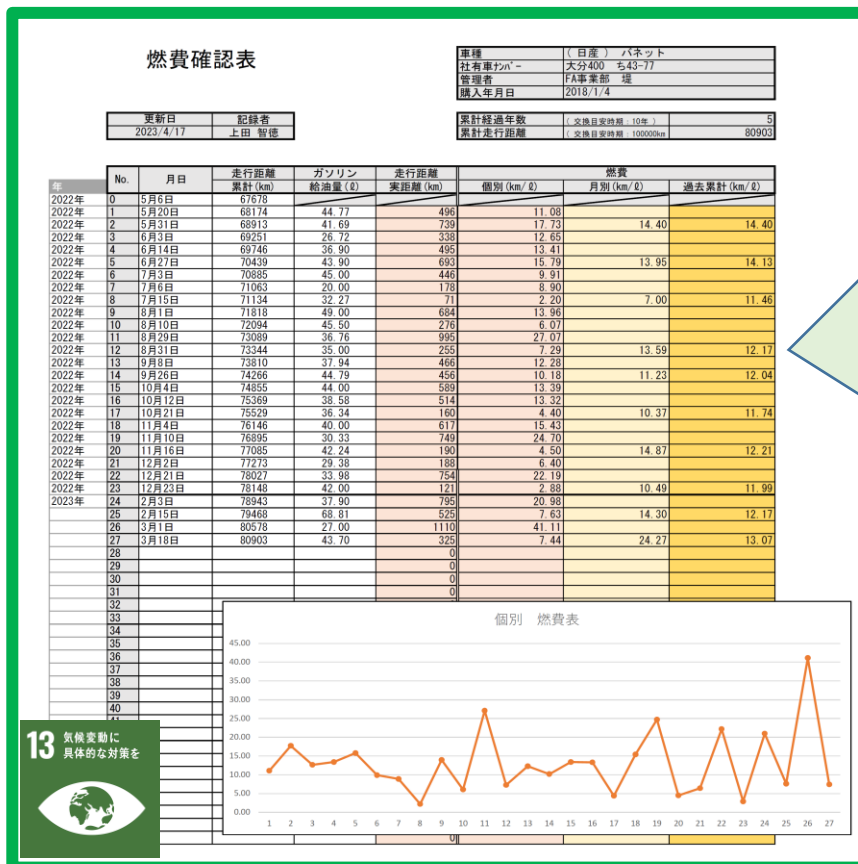 燃費確認表
車種 （ 日産 ） バネット
社有車ナンバー 大分400 ち43-77
管理者 FA事業部 堤
購入年月日 2018/1/4
更新日 記録者
2023/4/17 上田 智徳
累計経過年数 （ 交換目安時期：10年 ） 5
累計走行距離 （ 交換目安時期：100000km 80903
年 No. 月日 走行距離 累計(km) ガソリン 給油量(ℓ) 走行距離 実距離(km) 燃費
個別(km/ℓ) 月別(km/ℓ) 過去累計(km/ℓ)
2022年 0 5月6日 67678
2022年 1 5月20日 68174 44.77 496 11.08
2022年 2 5月31日 68913 41.69 739 17.73 14.40 14.40
2022年 3 6月3日 69251 26.72 338 12.65
2022年 4 6月14日 69746 36.90 495 13.41
2022年 5 6月27日 70439 43.90 693 15.79 13.95 14.13
2022年 6 7月3日 70885 45.00 446 9.91
2022年 7 7月6日 71063 20.00 178 8.90
2022年 8 7月15日 71134 32.27 71 2.20 7.00 11.46
2022年 9 8月1日 71818 49.00 684 13.96
2022年 10 8月10日 72094 45.50 276 6.07
2022年 11 8月29日 73089 36.76 995 27.07
2022年 12 8月31日 73344 35.00 255 7.29 13.59 12.17
2022年 13 9月8日 73810 37.94 466 12.28
2022年 14 9月26日 74266 44.79 456 10.18 11.23 12.04
2022年 15 10月4日 74855 44.00 589 13.39
2022年 16 10月12日 75369 38.58 514 13.32
2022年 17 10月21日 75529 36.34 160 4.40 10.37 11.74
2022年 18 11月4日 76146 40.00 617 15.43
2022年 19 11月10日 76895 30.33 749 24.70
2022年 20 11月16日 77085 42.24 190 4.50 14.87 12.21
2022年 21 12月2日 77273 29.38 188 6.40
2022年 22 12月21日 78027 33.98 754 22.19
2022年 23 12月23日 78148 42.00 121 2.88 10.49 11.99
2023年 24 2月3日 78943 37.90 795 20.98
25 2月15日 79468 68.81 525 7.63 14.30 12.17
26 3月1日 80578 27.00 1110 41.11
27 3月18日 80903 43.70 325 7.44 24.27 13.07
28 0
29 0
30 0
31 0
32
33
34
35
36
37
38
39
40
個別 燃費表
45.00
40.00
35.00
30.00
25.00
20.00
15.00
10.00
5.00
0.00
1 2 3 4 5 6 7 8 9 10 11 12 13 14 15 16 17 18 19 20 21 22 23 24 25 26 27
13 気候変動に
具体的な対策を
0